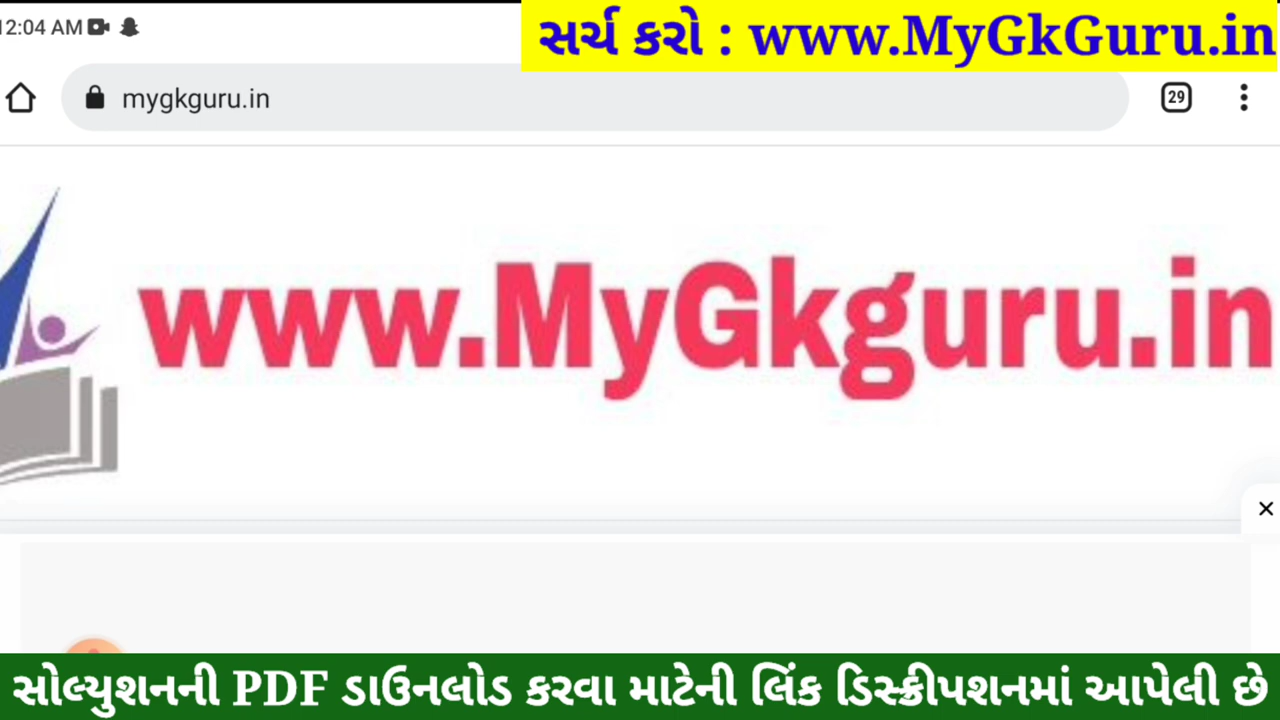 12:04 AM
સર્ચ કરો : www.MyGkGuru.in
mygkguru.in
29
www.MyGkguru.in
સોલ્યુશનની PDF ડાઉનલોડ કરવા માટેની લિંક ડિસ્ક્રીપશનમાં આપેલી છે